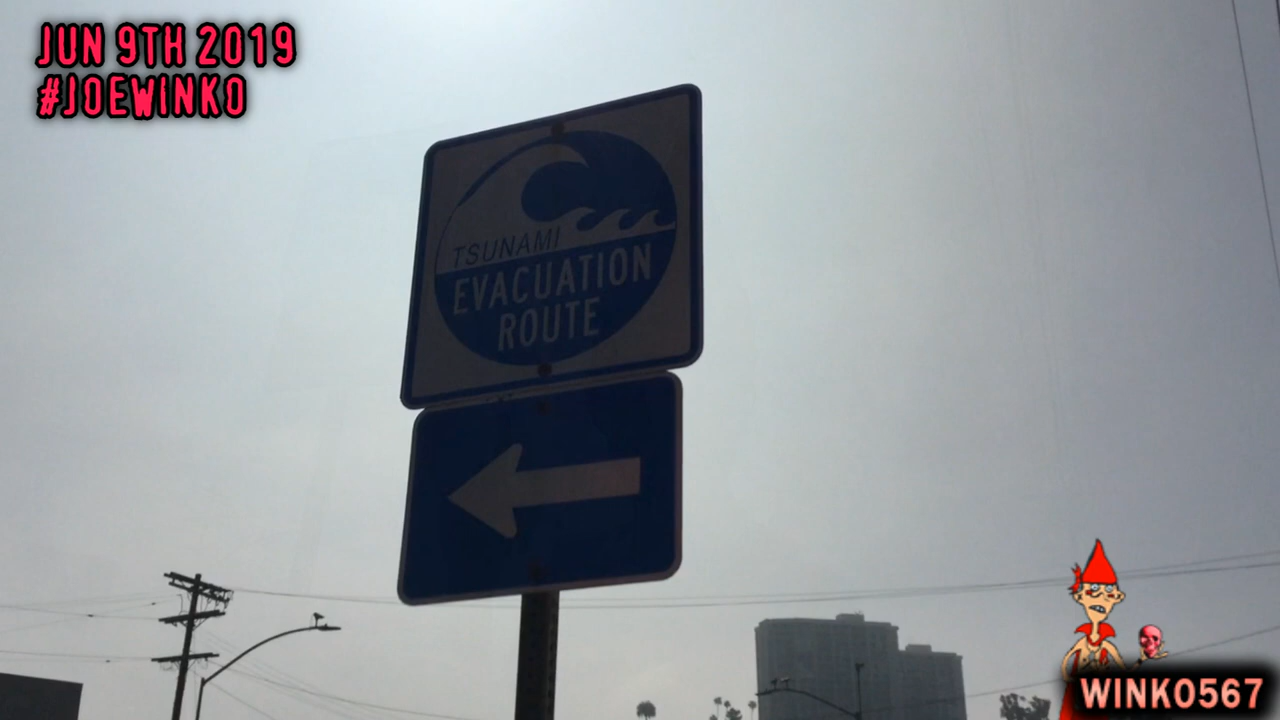 JUN 9TH 2019
#JOEWINKO
TSUNAMI
EVACUATION
ROUTE
WINKO567